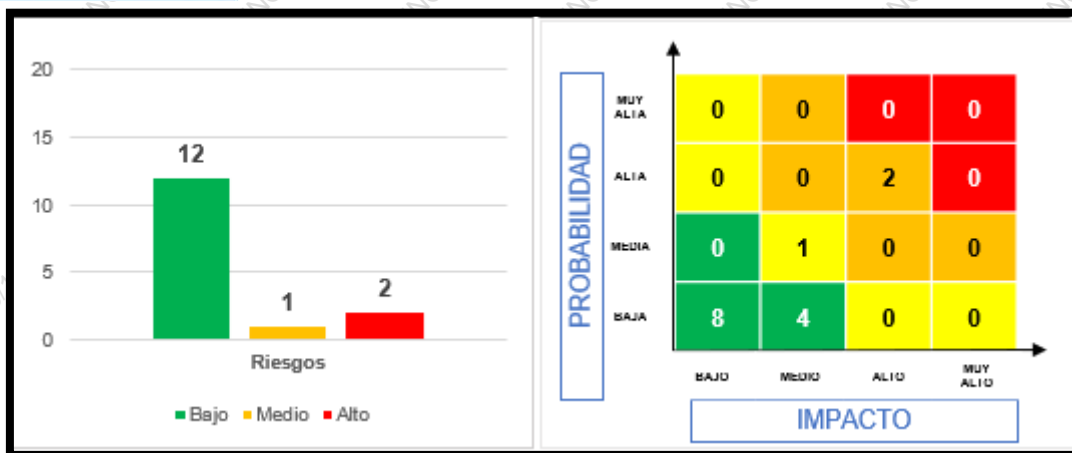 20
15
10
5
0
12
1
2
Riesgos
Bajo Medio Alto
PROBABILIDAD
MUY
ALTA
0 0 0 0
ALTA
0 0 2 0
MEDIA
0 1 0 0
BAJA
8 4 0 0
BAJO MEDIO ALTO MUY
ALTO
IMPACTO